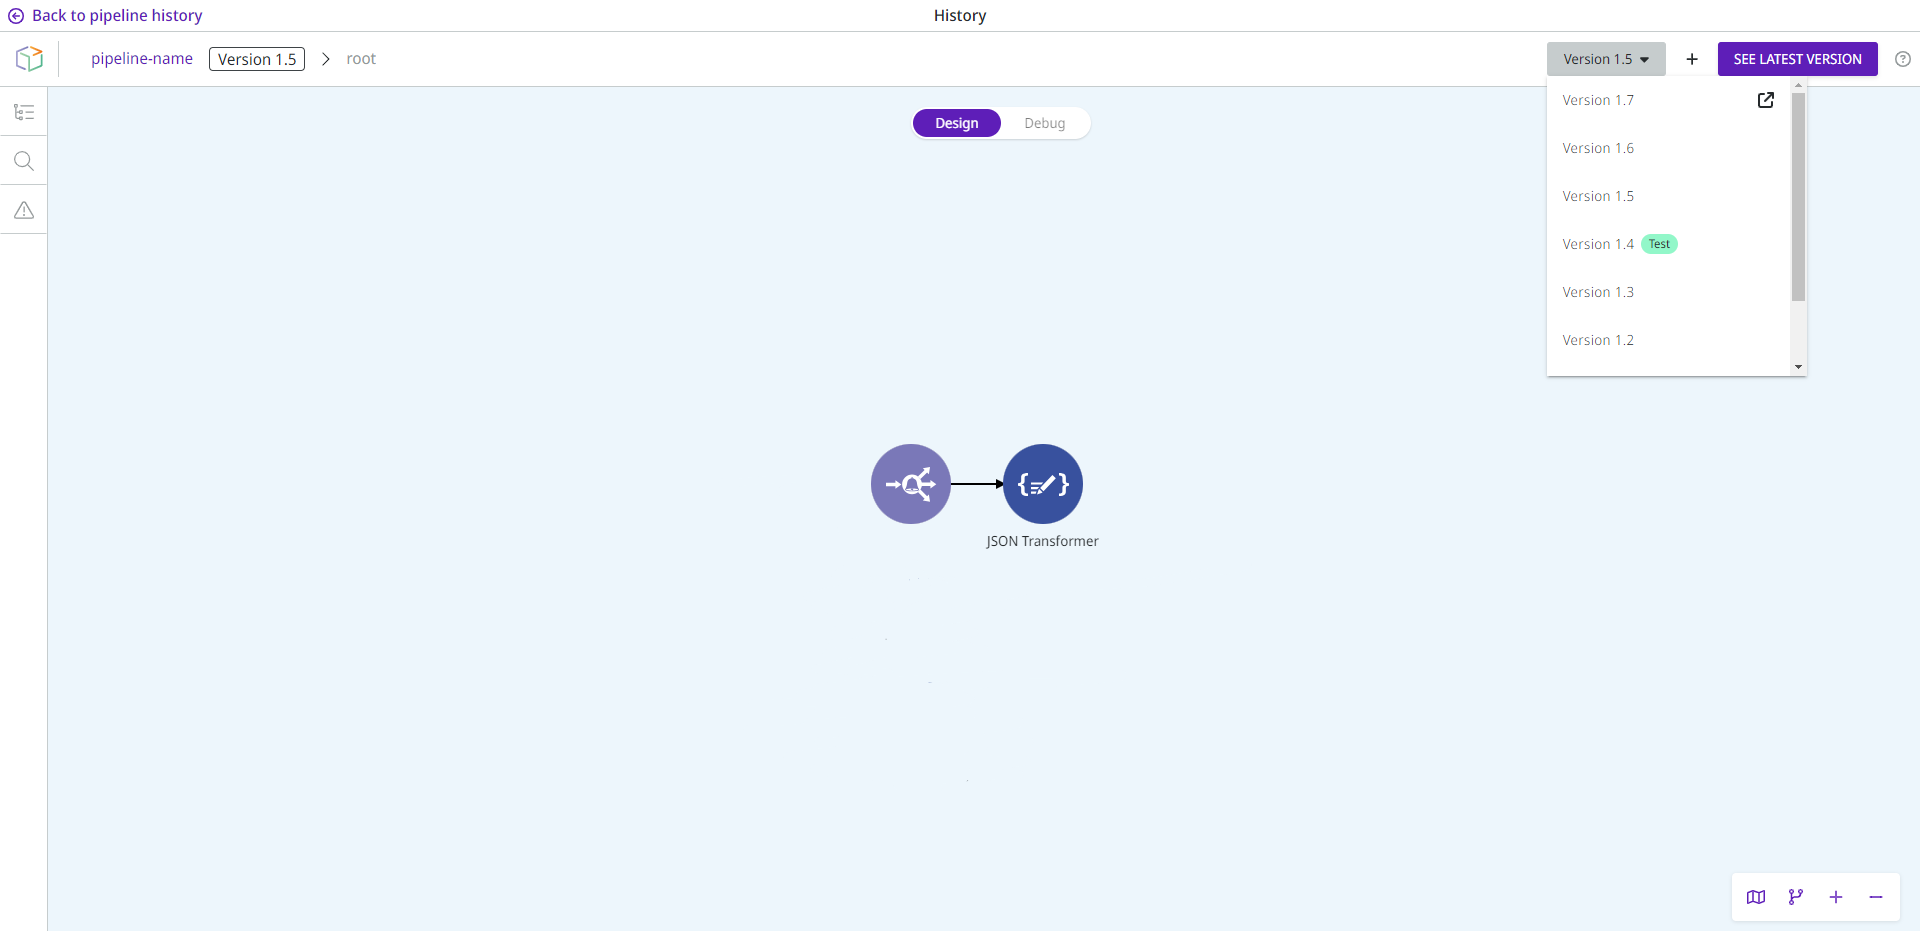 Back to pipeline history
History
pipeline-name
Version 1.5
root
Version 1.5
+
SEE LATEST VERSION
?
Design
Debug
Version 1.7
Version 1.6
Version 1.5
Version 1.4 Test
Version 1.3
Version 1.2
JSON Transformer